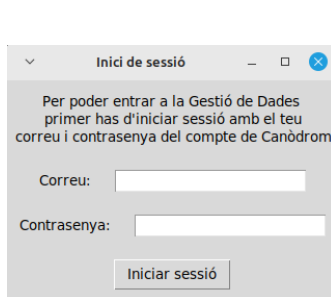 Inici de sessió
Per poder entrar a la Gestió de Dades
primer has d'iniciar sessió amb el teu
correu i contrasenya del compte de Canòdrom
Correu:
Contrasenya:
Iniciar sessió